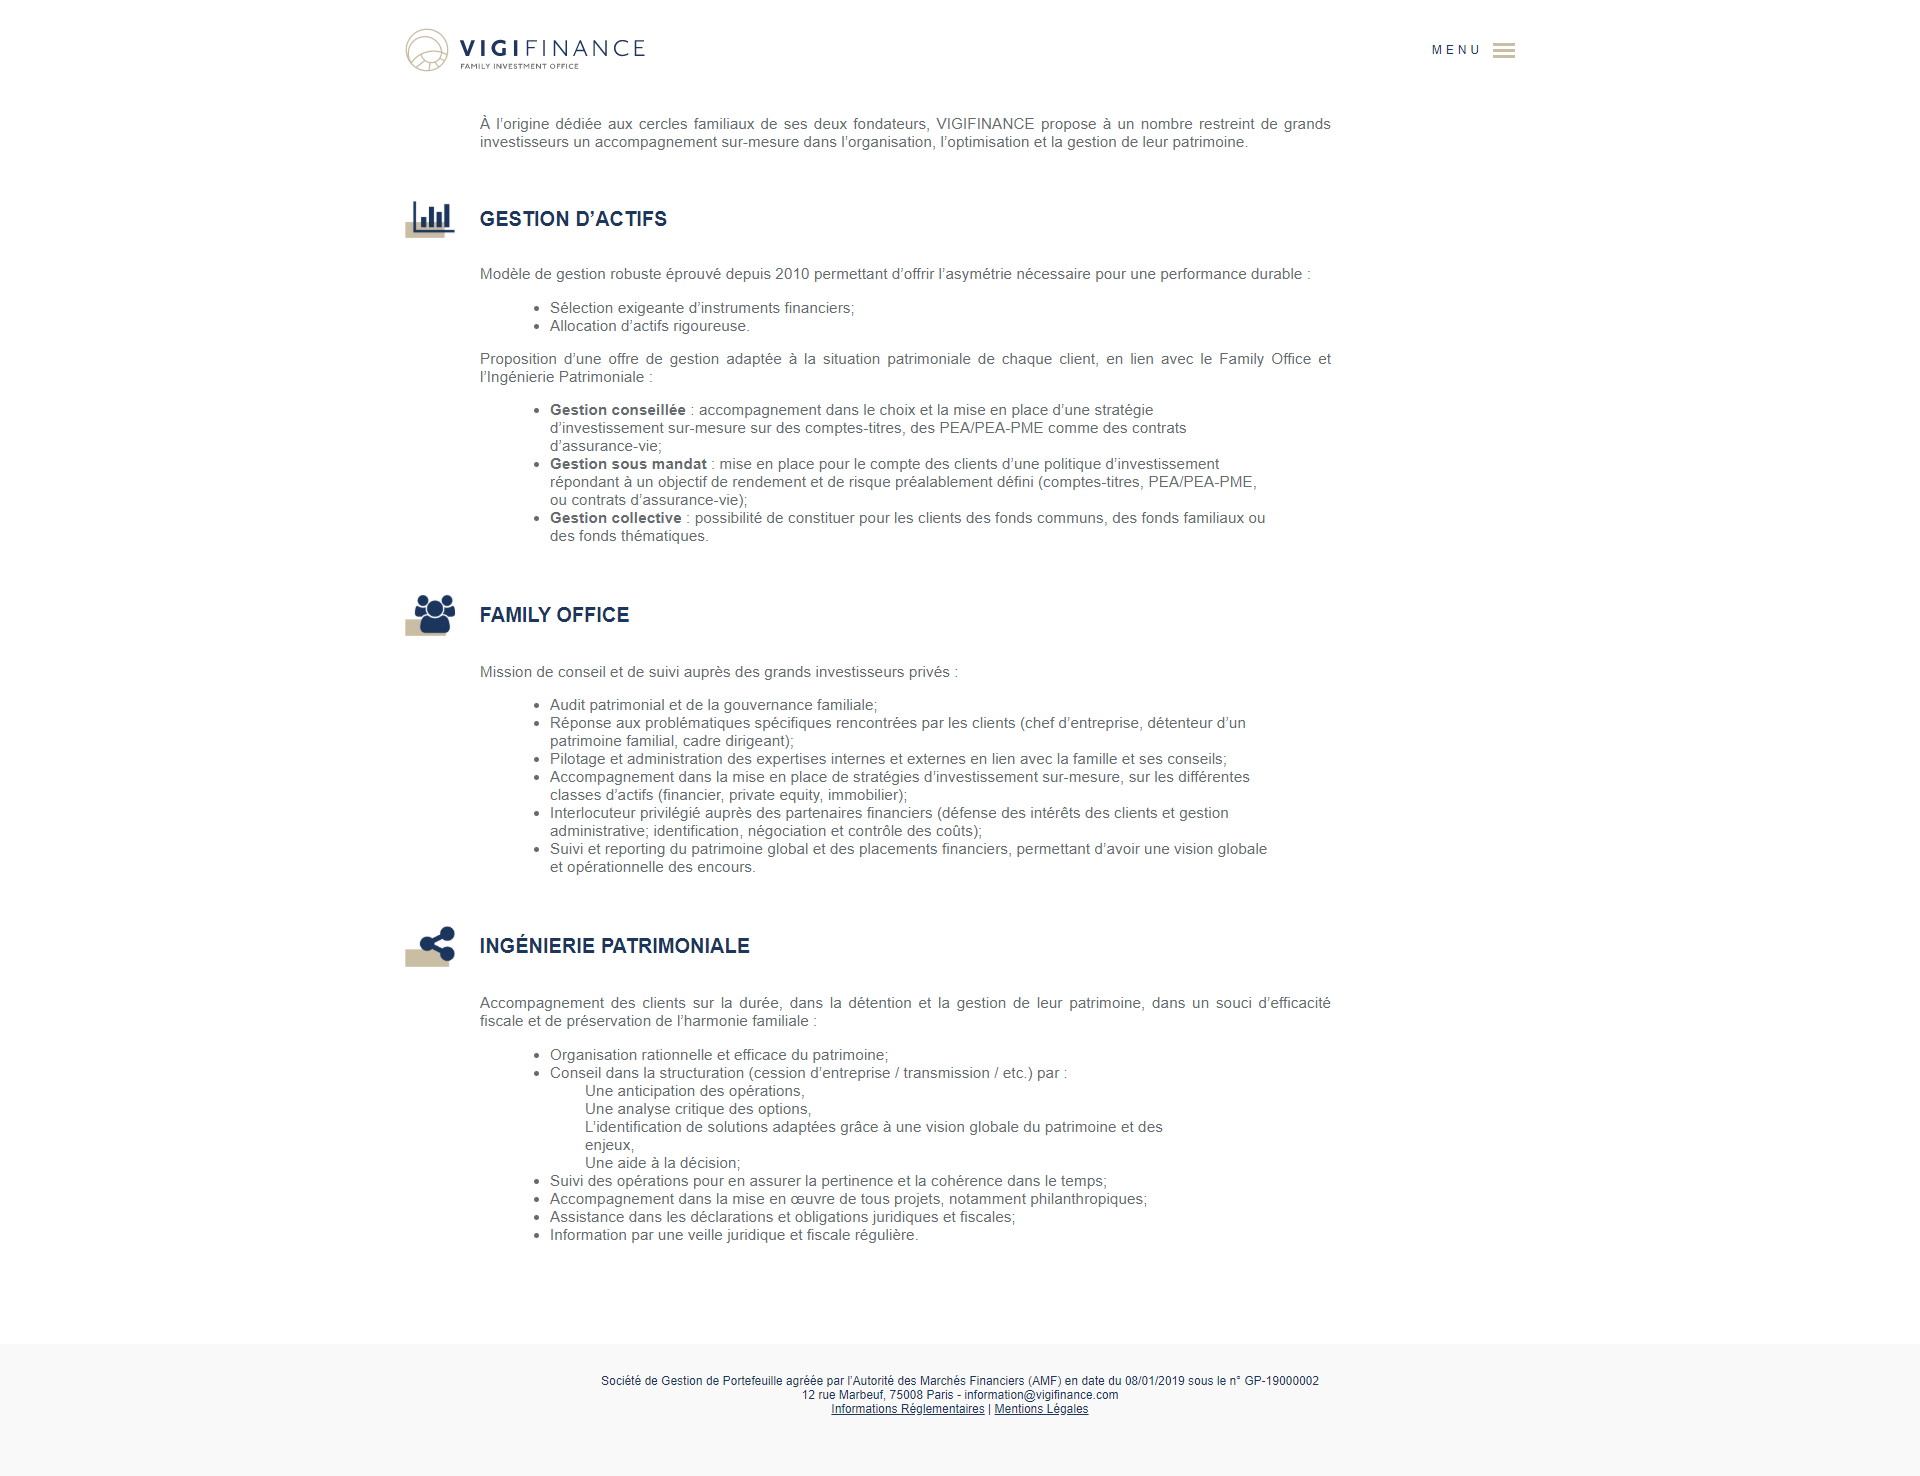 VIGIFINANCE
FAMILY INVESTMENT OFFICE
MENU
À l’origine dédiée aux cercles familiaux de ses deux fondateurs, VIGIFINANCE propose à un nombre restreint de grands
investisseurs un accompagnement sur-mesure dans l’organisation, l’optimisation et la gestion de leur patrimoine.
GESTION D’ACTIFS
Modèle de gestion robuste éprouvé depuis 2010 permettant d’offrir l’asymétrie nécessaire pour une performance durable :
• Sélection exigeante d’instruments financiers;
• Allocation d’actifs rigoureuse.
Proposition d’une offre de gestion adaptée à la situation patrimoniale de chaque client, en lien avec le Family Office et
l’Ingénierie Patrimoniale :
• Gestion conseillée : accompagnement dans le choix et la mise en place d’une stratégie
d’investissement sur-mesure sur des comptes-titres, des PEA/PEA-PME comme des contrats
d’assurance-vie;
• Gestion sous mandat : mise en place pour le compte des clients d’une politique d’investissement
répondant à un objectif de rendement et de risque préalablement défini (comptes-titres, PEA/PEA-PME,
ou contrats d’assurance-vie);
• Gestion collective : possibilité de constituer pour les clients des fonds communs, des fonds familiaux ou
des fonds thématiques.
FAMILY OFFICE
Mission de conseil et de suivi auprès des grands investisseurs privés :
• Audit patrimonial et de la gouvernance familiale;
• Réponse aux problématiques spécifiques rencontrées par les clients (chef d’entreprise, détenteur d’un
patrimoine familial, cadre dirigeant);
• Pilotage et administration des expertises internes et externes en lien avec la famille et ses conseils;
• Accompagnement dans la mise en place de stratégies d’investissement sur-mesure, sur les différentes
classes d’actifs (financier, private equity, immobilier);
• Interlocuteur privilégié auprès des partenaires financiers (défense des intérêts des clients et gestion
administrative; identification, négociation et contrôle des coûts);
• Suivi et reporting du patrimoine global et des placements financiers, permettant d’avoir une vision globale
et opérationnelle des encours.
INGÉNIERIE PATRIMONIALE
Accompagnement des clients sur la durée, dans la détention et la gestion de leur patrimoine, dans un souci d’efficacité
fiscale et de préservation de l’harmonie familiale :
• Organisation rationnelle et efficace du patrimoine;
• Conseil dans la structuration (cession d’entreprise / transmission / etc.) par :
Une anticipation des opérations,
Une analyse critique des options,
L’identification de solutions adaptées grâce à une vision globale du patrimoine et des
enjeux,
Une aide à la décision;
• Suivi des opérations pour en assurer la pertinence et la cohérence dans le temps;
• Accompagnement dans la mise en œuvre de tous projets, notamment philanthropiques;
• Assistance dans les déclarations et obligations juridiques et fiscales;
• Information par une veille juridique et fiscale régulière.
Société de Gestion de Portefeuille agréée par l’Autorité des Marchés Financiers (AMF) en date du 08/01/2019 sous le n° GP-19000002
12 rue Marbeuf, 75008 Paris - information@vigifinance.com
Informations Réglementaires | Mentions Légales